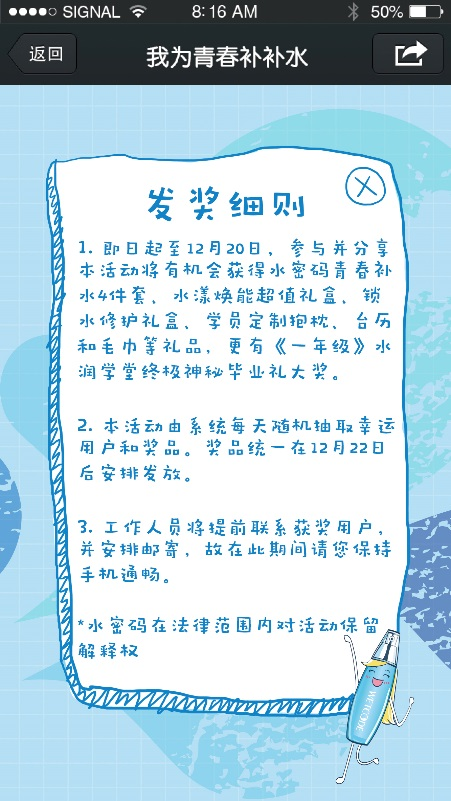 SIGNAL 8:16 AM 50%
返回 我为青春补补水
发奖细则
1. 即日起至12月20日，参与并分享
本活动将有机会获得水密码青春补
水4件套、水漾焕能超值礼盒、锁
水修护礼盒、学员定制抱枕、台历
和毛巾等礼品，更有《一年级》水
润学堂终极神秘毕业礼大奖。
2. 本活动由系统每天随机抽取幸运
用户和奖品。奖品统一在12月22日
后安排发放。
3. 工作人员将提前联系获奖用户，
并安排邮寄，故在此期间请您保持
手机通畅。
*水密码在法律范围内对活动保留
解释权
WETCODE